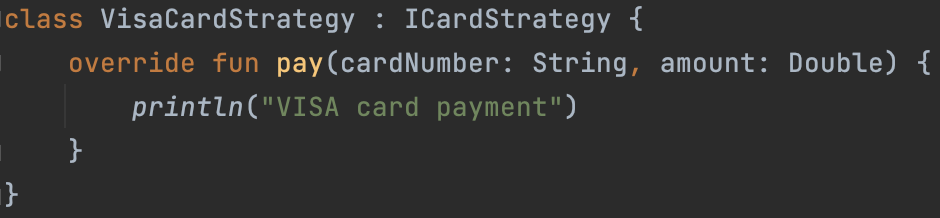 class VisaCardStrategy : ICardStrategy {
    override fun pay(cardNumber: String, amount: Double) {
        println("VISA card payment")
    }
}